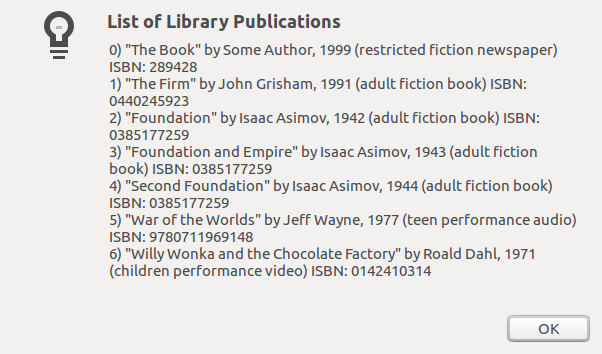 List of Library Publications
0) "The Book" by Some Author, 1999 (restricted fiction newspaper)
ISBN: 289428
1) "The Firm" by John Grisham, 1991 (adult fiction book) ISBN:
0440245923
2) "Foundation" by Isaac Asimov, 1942 (adult fiction book) ISBN:
0385177259
3) "Foundation and Empire" by Isaac Asimov, 1943 (adult fiction
book) ISBN: 0385177259
4) "Second Foundation" by Isaac Asimov, 1944 (adult fiction book)
ISBN: 0385177259
5) "War of the Worlds" by Jeff Wayne, 1977 (teen performance audio)
ISBN: 9780711969148
6) "Willy Wonka and the Chocolate Factory" by Roald Dahl, 1971
(children performance video) ISBN: 0142410314
OK